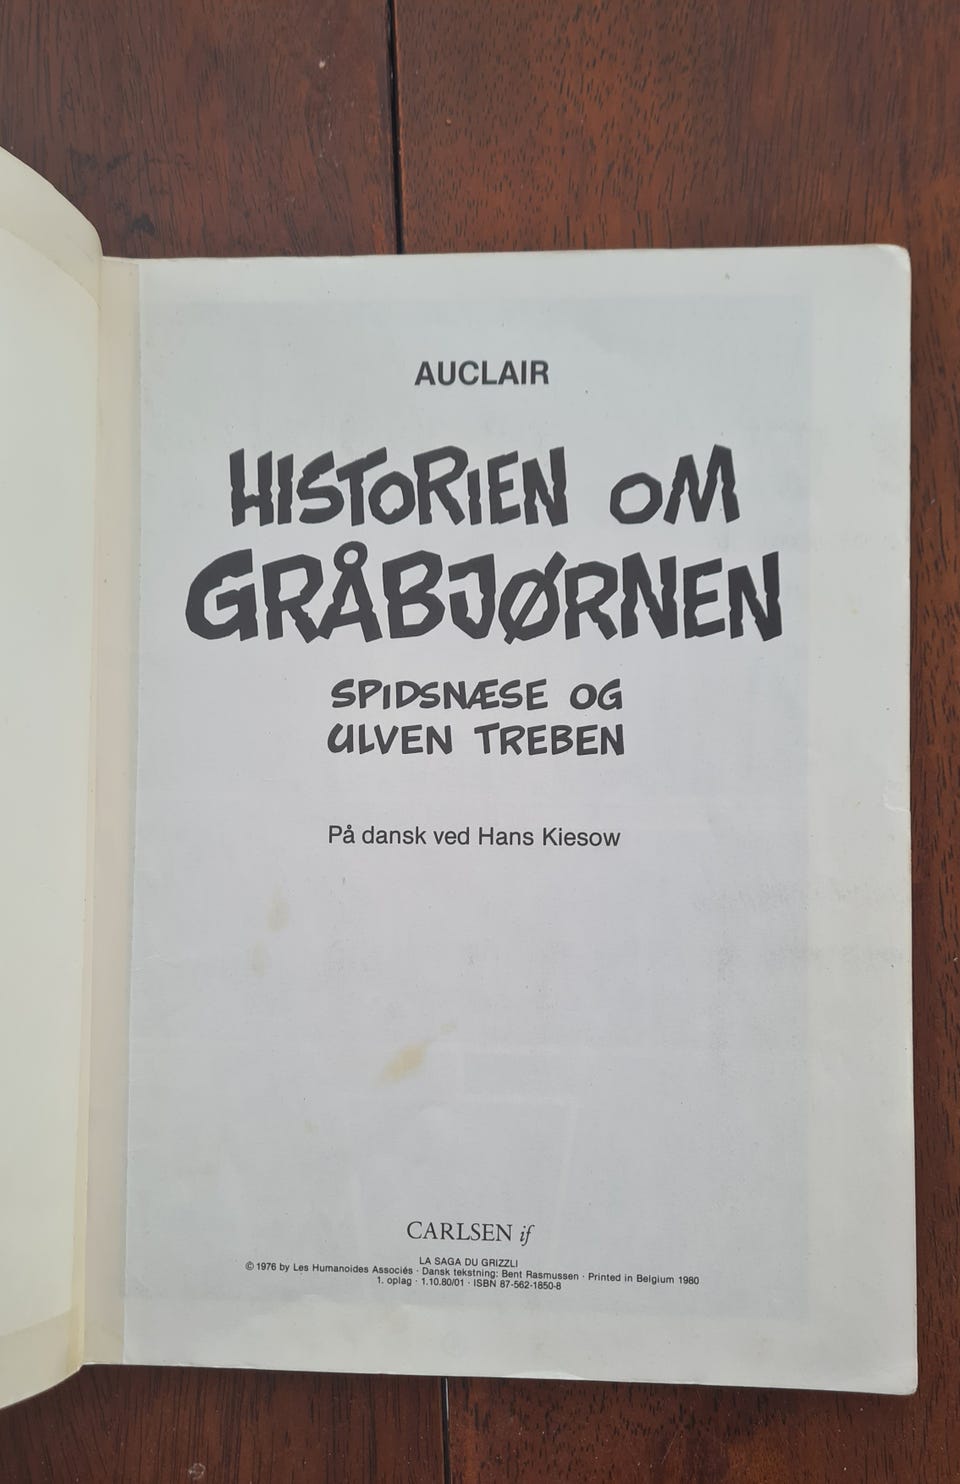 AUCLAIR
HISTORIEN OM
GRÅBJØRNEN
SPIDSNÆSE OG
ULVEN TREBEN
På dansk ved Hans Kiesow
CARLSEN if
LA SAGA DU GRIZZLI
© 1976 by Les Humanoides Associés · Dansk tekstning: Bent Rasmussen · Printed in Belgium 1980
1. oplag · 1.10.80/01 · ISBN 87-562-1850-8